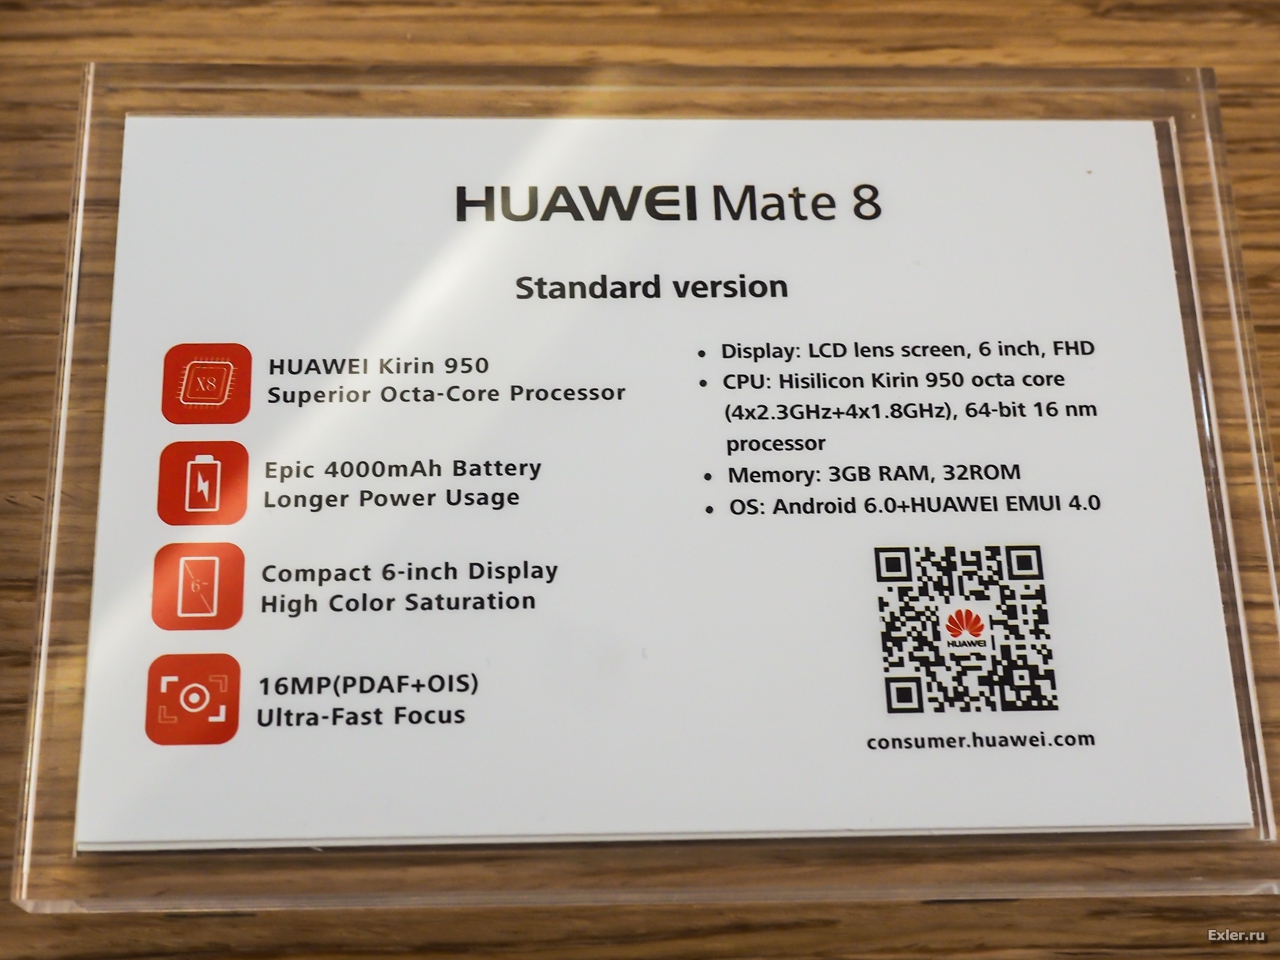 HUAWEI Mate 8
Standard version
X8
HUAWEI Kirin 950
Superior Octa-Core Processor
Epic 4000mAh Battery
Longer Power Usage
6"
Compact 6-inch Display
High Color Saturation
16MP(PDAF+OIS)
Ultra-Fast Focus
• Display: LCD lens screen, 6 inch, FHD
• CPU: Hisilicon Kirin 950 octa core
(4x2.3GHz+4x1.8GHz), 64-bit 16 nm
processor
• Memory: 3GB RAM, 32ROM
• OS: Android 6.0+HUAWEI EMUI 4.0
HUAWEI
consumer.huawei.com
Exler.ru